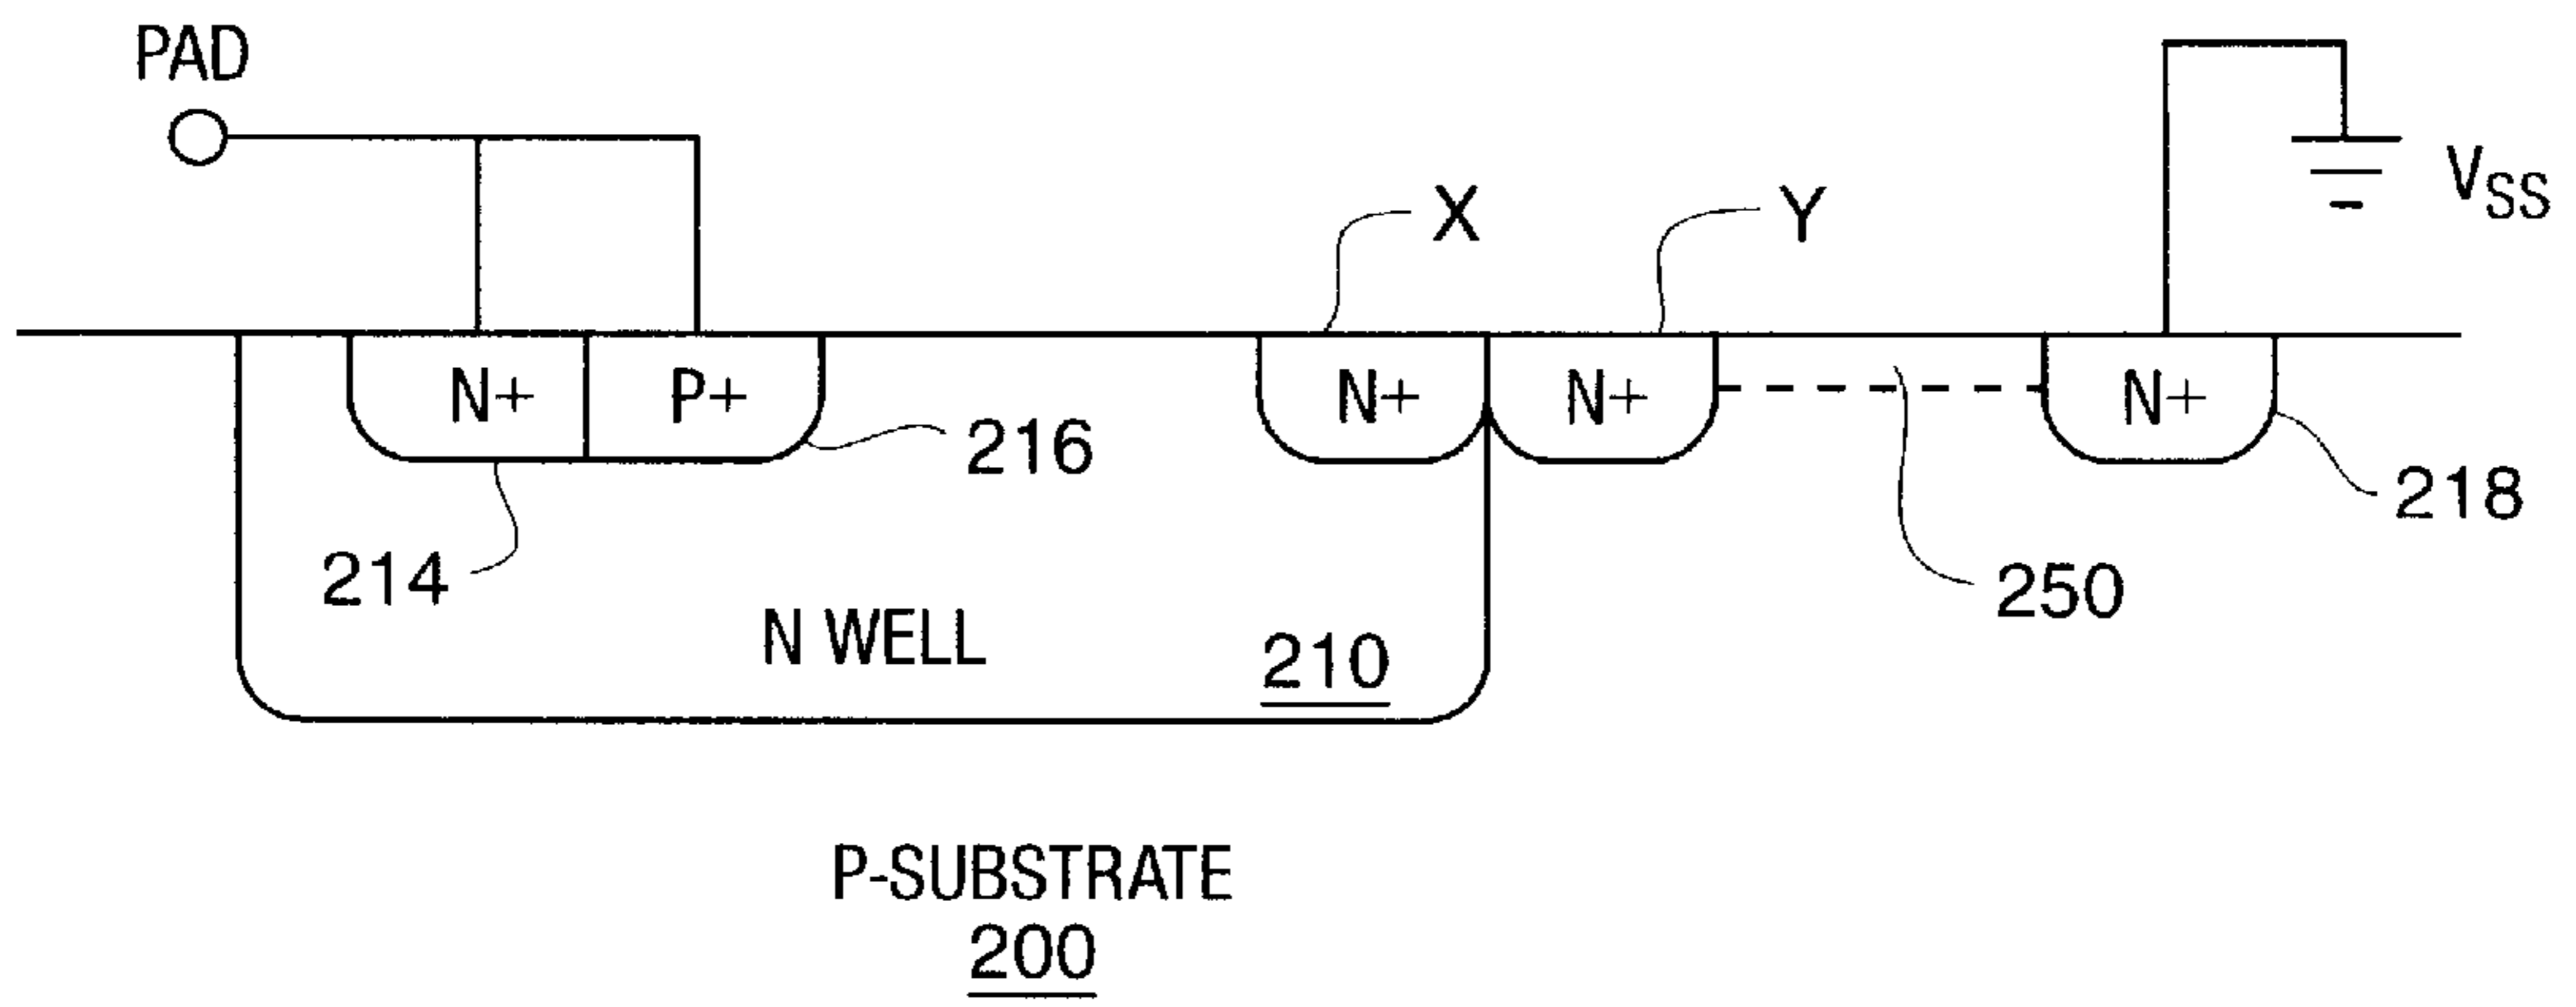 PAD
X
Y
VSS
N+
P+
N+
N+
N+
216
218
214
250
N WELL
210
P-SUBSTRATE
200